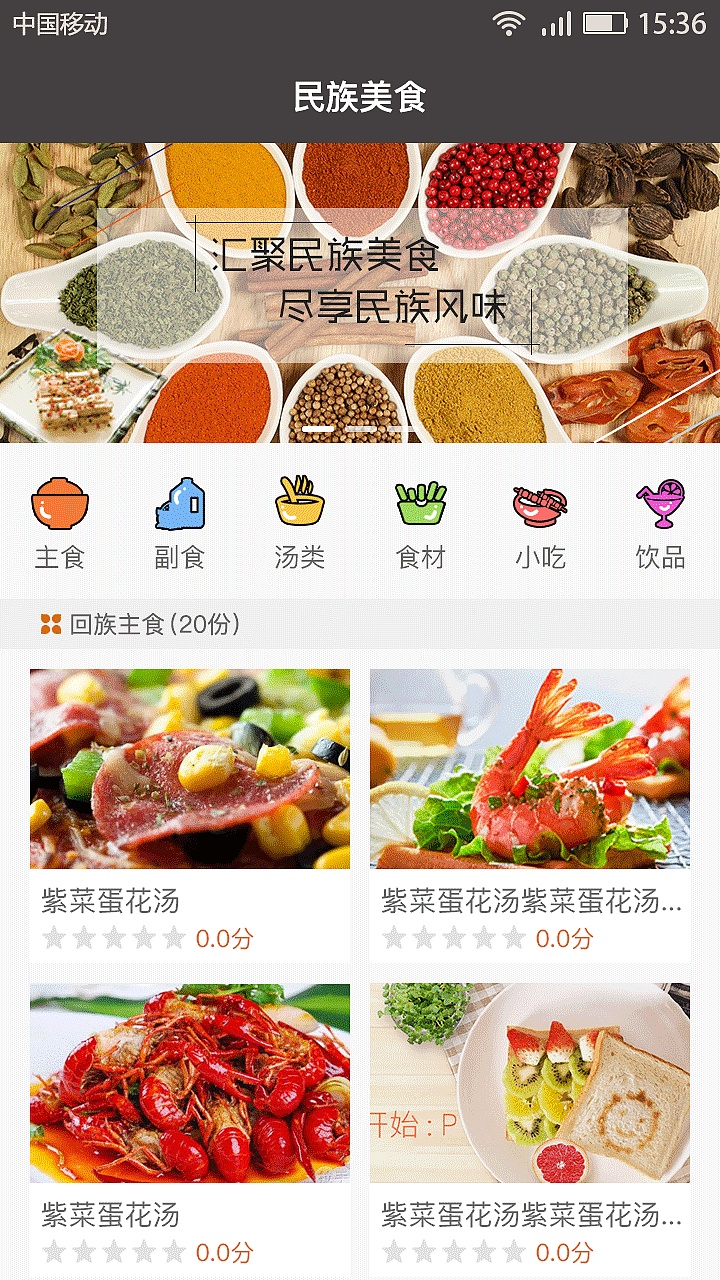 中国移动 15:36
民族美食
汇聚民族美食
尽享民族风味
主食 副食 汤类 食材 小吃 饮品
回族主食(20份)
紫菜蛋花汤 紫菜蛋花汤紫菜蛋花汤...
0.0分 0.0分
开始:P
紫菜蛋花汤 紫菜蛋花汤紫菜蛋花汤...
0.0分 0.0分